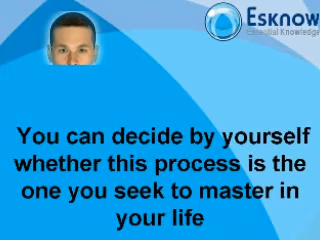 Esknow
Essential Knowledge
You can decide by yourself
whether this process is the
one you seek to master in
your life